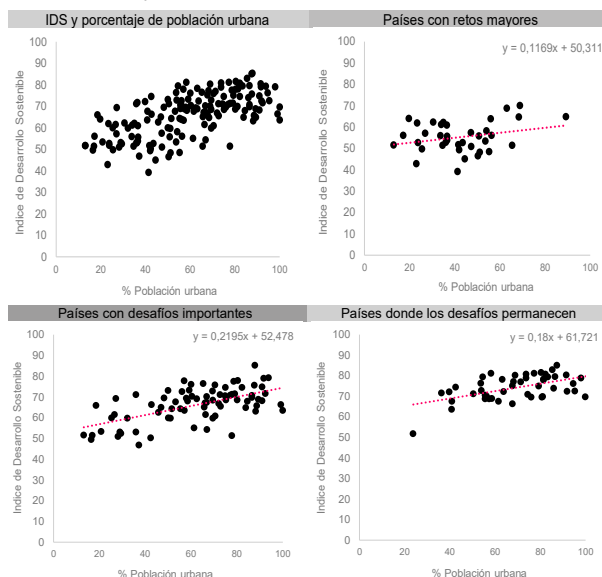 IDS y porcentaje de población urbana
Indice de Desarrollo Sostenible
100
90
80
70
60
50
40
30
20
10
0
0 20 40 60 80 100
% Población urbana
Países con retos mayores
y = 0,1169x + 50,311
Indice de Desarrollo Sostenible
100
90
80
70
60
50
40
30
20
10
0
0 20 40 60 80 100
% Población urbana
Países con desafíos importantes
y = 0,2195x + 52,478
Indice de Desarrollo Sostenible
100
90
80
70
60
50
40
30
20
10
0
0 20 40 60 80 100
% Población urbana
Países donde los desafíos permanecen
y = 0,18x + 61,721
Indice de Desarrollo Sostenible
100
90
80
70
60
50
40
30
20
10
0
0 20 40 60 80 100
% Población urbana